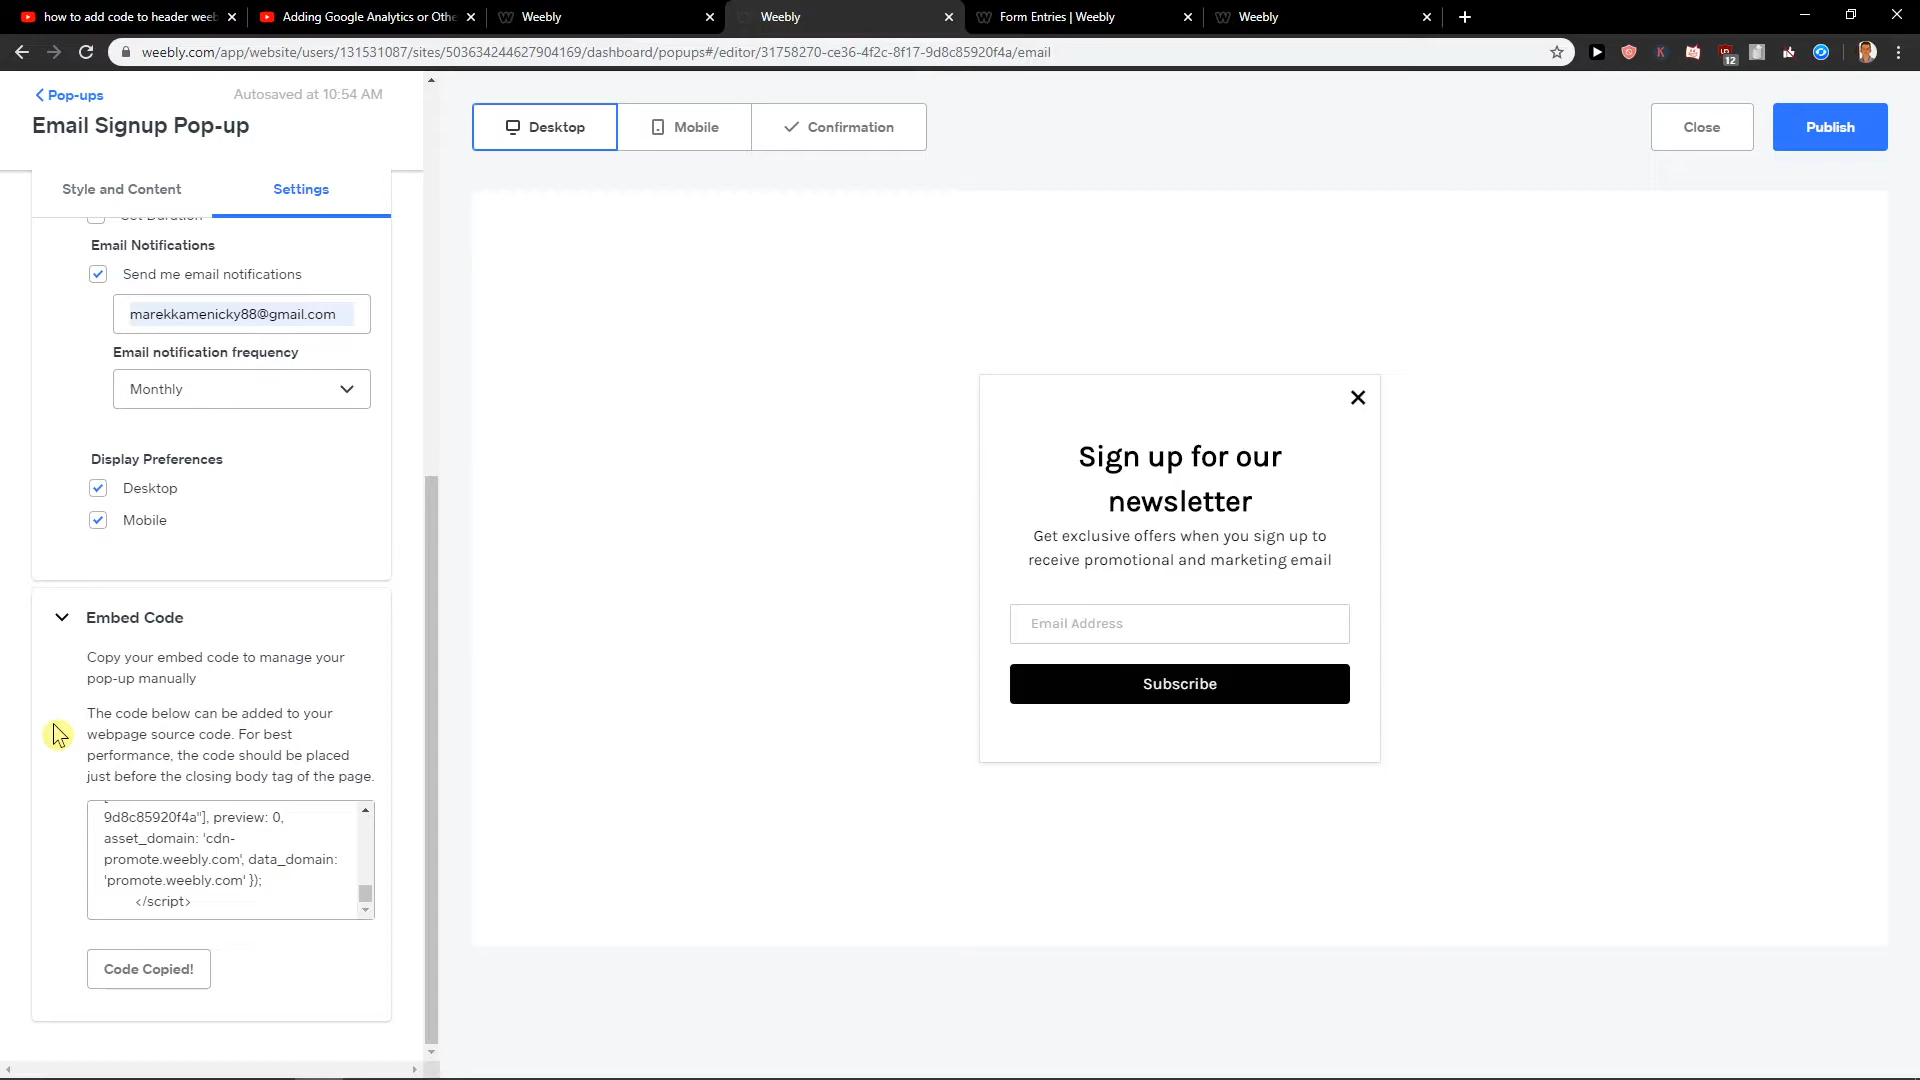 how to add code to header weeb
Adding Google Analytics or Othe
Weebly
Weebly
Form Entries | Weebly
Weebly
weebly.com/app/website/users/131531087/sites/503634244627904169/dashboard/popups#/editor/31758270-ce36-4f2c-8f17-9d8c85920f4a/email
12
Pop-ups
Autosaved at 10:54 AM
Email Signup Pop-up
Desktop
Mobile
Confirmation
Close
Publish
Style and Content
Settings
Set Duration
Email Notifications
Send me email notifications
marekkamenicky88@gmail.com
Email notification frequency
Monthly
Display Preferences
Desktop
Mobile
Embed Code
Copy your embed code to manage your
pop-up manually
The code below can be added to your
webpage source code. For best
performance, the code should be placed
just before the closing body tag of the page.
9d8c85920f4a"], preview: 0,
asset_domain: 'cdn-
promote.weebly.com', data_domain:
'promote.weebly.com' });
</script>
Code Copied!
Sign up for our
newsletter
Get exclusive offers when you sign up to
receive promotional and marketing email
Email Address
Subscribe